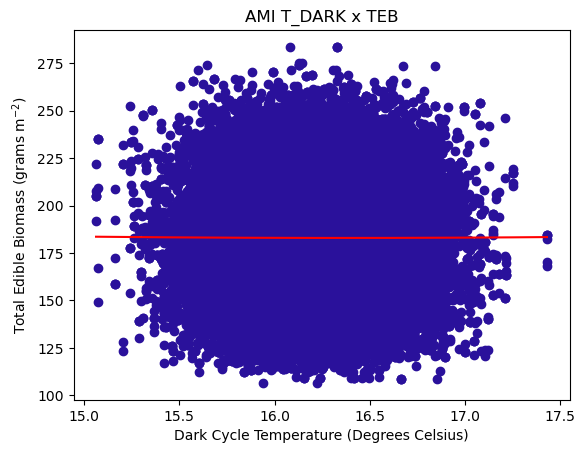 AMI T_DARK x TEB
Total Edible Biomass (grams m⁻²)
275
250
225
200
175
150
125
100
15.0 15.5 16.0 16.5 17.0 17.5
Dark Cycle Temperature (Degrees Celsius)